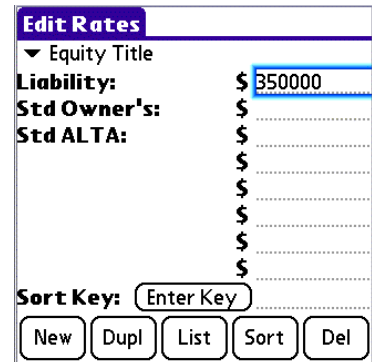 Edit Rates
Equity Title
Liability: $ 350000
Std Owner's: $
Std ALTA: $
$
$
$
$
$
Sort Key: Enter Key
New Dupl List Sort Del